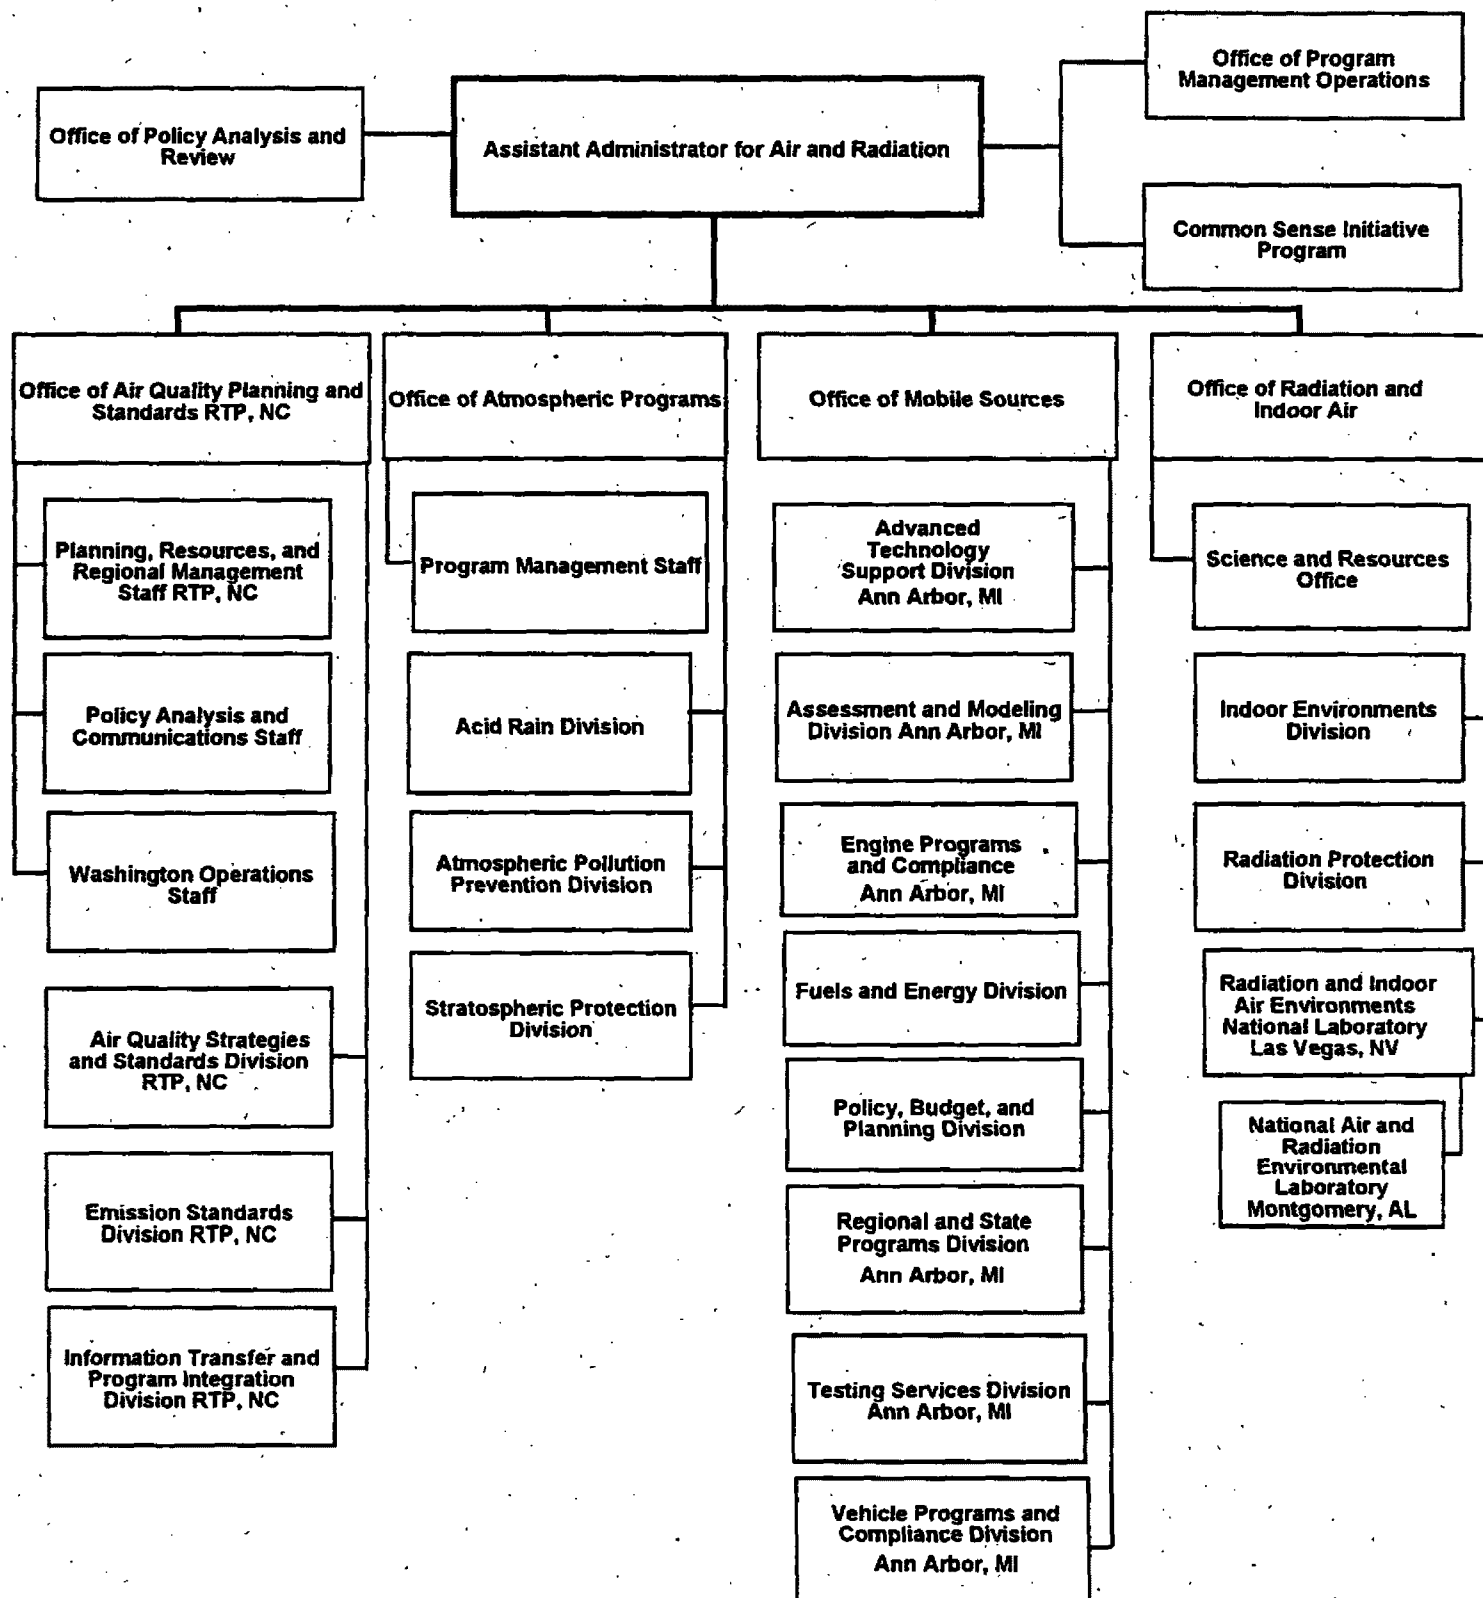 Office of Program
Management Operations
Office of Policy Analysis and
Review
Assistant Administrator for Air and Radiation
Common Sense Initiative
Program
Office of Air Quality Planning and
Standards RTP, NC
Office of Atmospheric Programs
Office of Mobile Sources
Office of Radiation and
Indoor Air
Planning, Resources, and
Regional Management
Staff RTP, NC
Policy Analysis and
Communications Staff
Washington Operations
Staff
Air Quality Strategies
and Standards Division
RTP, NC
Emission Standards
Division RTP, NC
Information Transfer and
Program Integration
Division RTP, NC
Program Management Staff
Acid Rain Division
Atmospheric Pollution
Prevention Division
Stratospheric Protection
Division
Advanced
Technology
Support Division
Ann Arbor, MI
Assessment and Modeling
Division Ann Arbor, MI
Engine Programs
and Compliance
Ann Arbor, MI
Fuels and Energy Division
Policy, Budget, and
Planning Division
Regional and State
Programs Division
Ann Arbor, MI
Testing Services Division
Ann Arbor, MI
Vehicle Programs and
Compliance Division
Ann Arbor, MI
Science and Resources
Office
Indoor Environments
Division
Radiation Protection
Division
Radiation and Indoor
Air Environments
National Laboratory
Las Vegas, NV
National Air and
Radiation
Environmental
Laboratory
Montgomery, AL